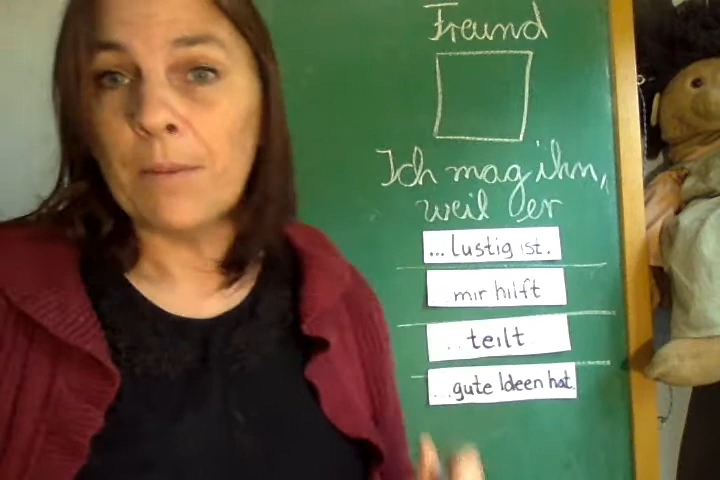 Freund
Ich mag ihn,
weil er
... lustig ist.
... mir hilft
... teilt
... gute Ideen hat.